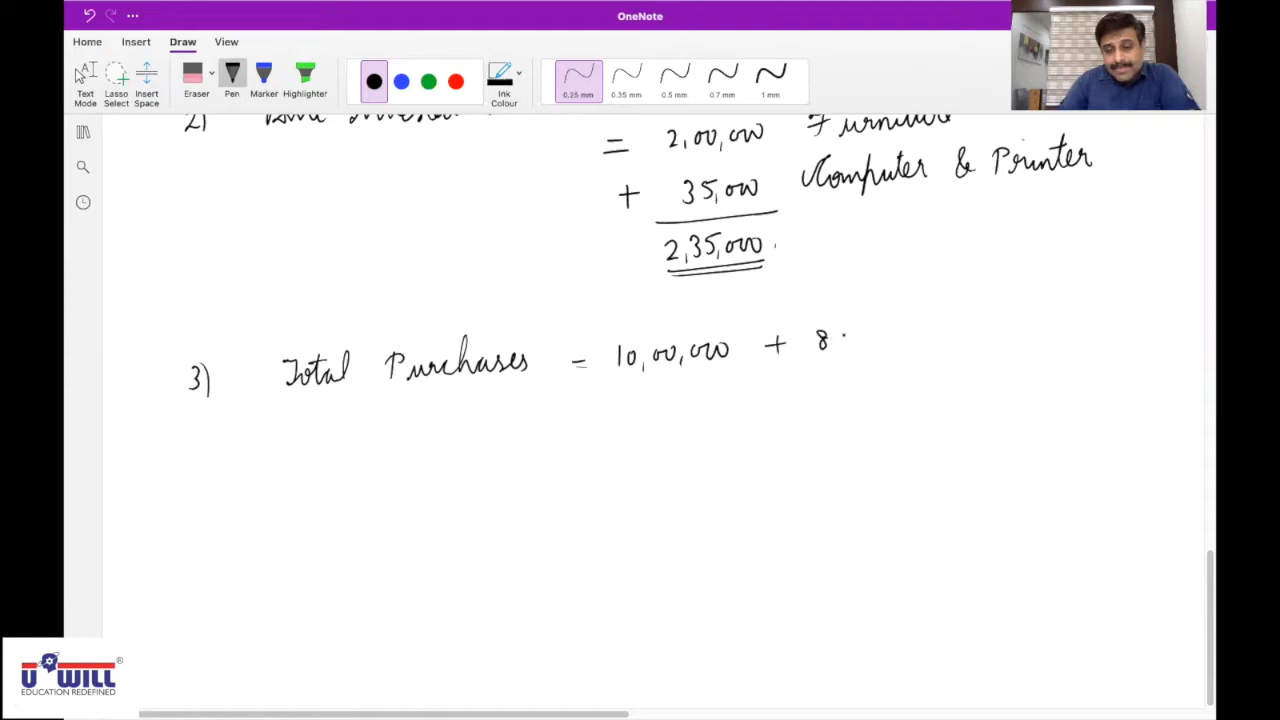 OneNote
Home Insert Draw View
Text Mode
Lasso Select
Insert Space
Eraser
Pen
Marker
Highlighter
Ink Colour
0.25 mm 0.35 mm 0.5 mm 0.7 mm 1 mm
2)
= 2,00,000 Furniture
+ 35,000 Computer & Printer
2,35,000
3) Total Purchases = 10,00,000 + 8
U WILL ®
EDUCATION REDEFINED